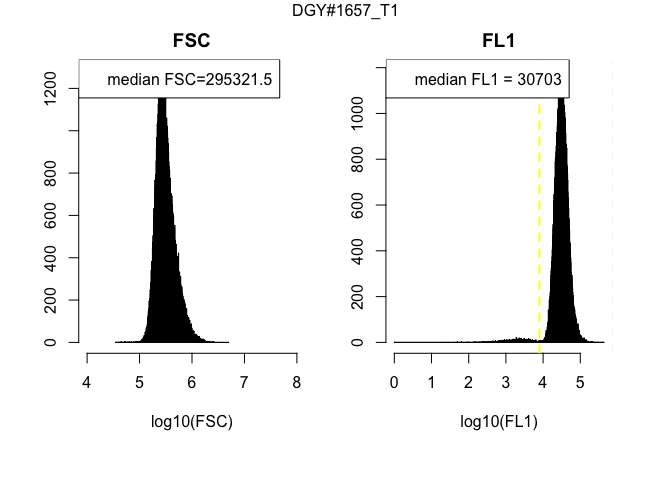 DGY#1657_T1
FSC
FL1
median FSC=295321.5
median FL1 = 30703
0 200 400 600 800 1200
0 200 400 600 800 1000
4 5 6 7 8
0 1 2 3 4 5
log10(FSC)
log10(FL1)